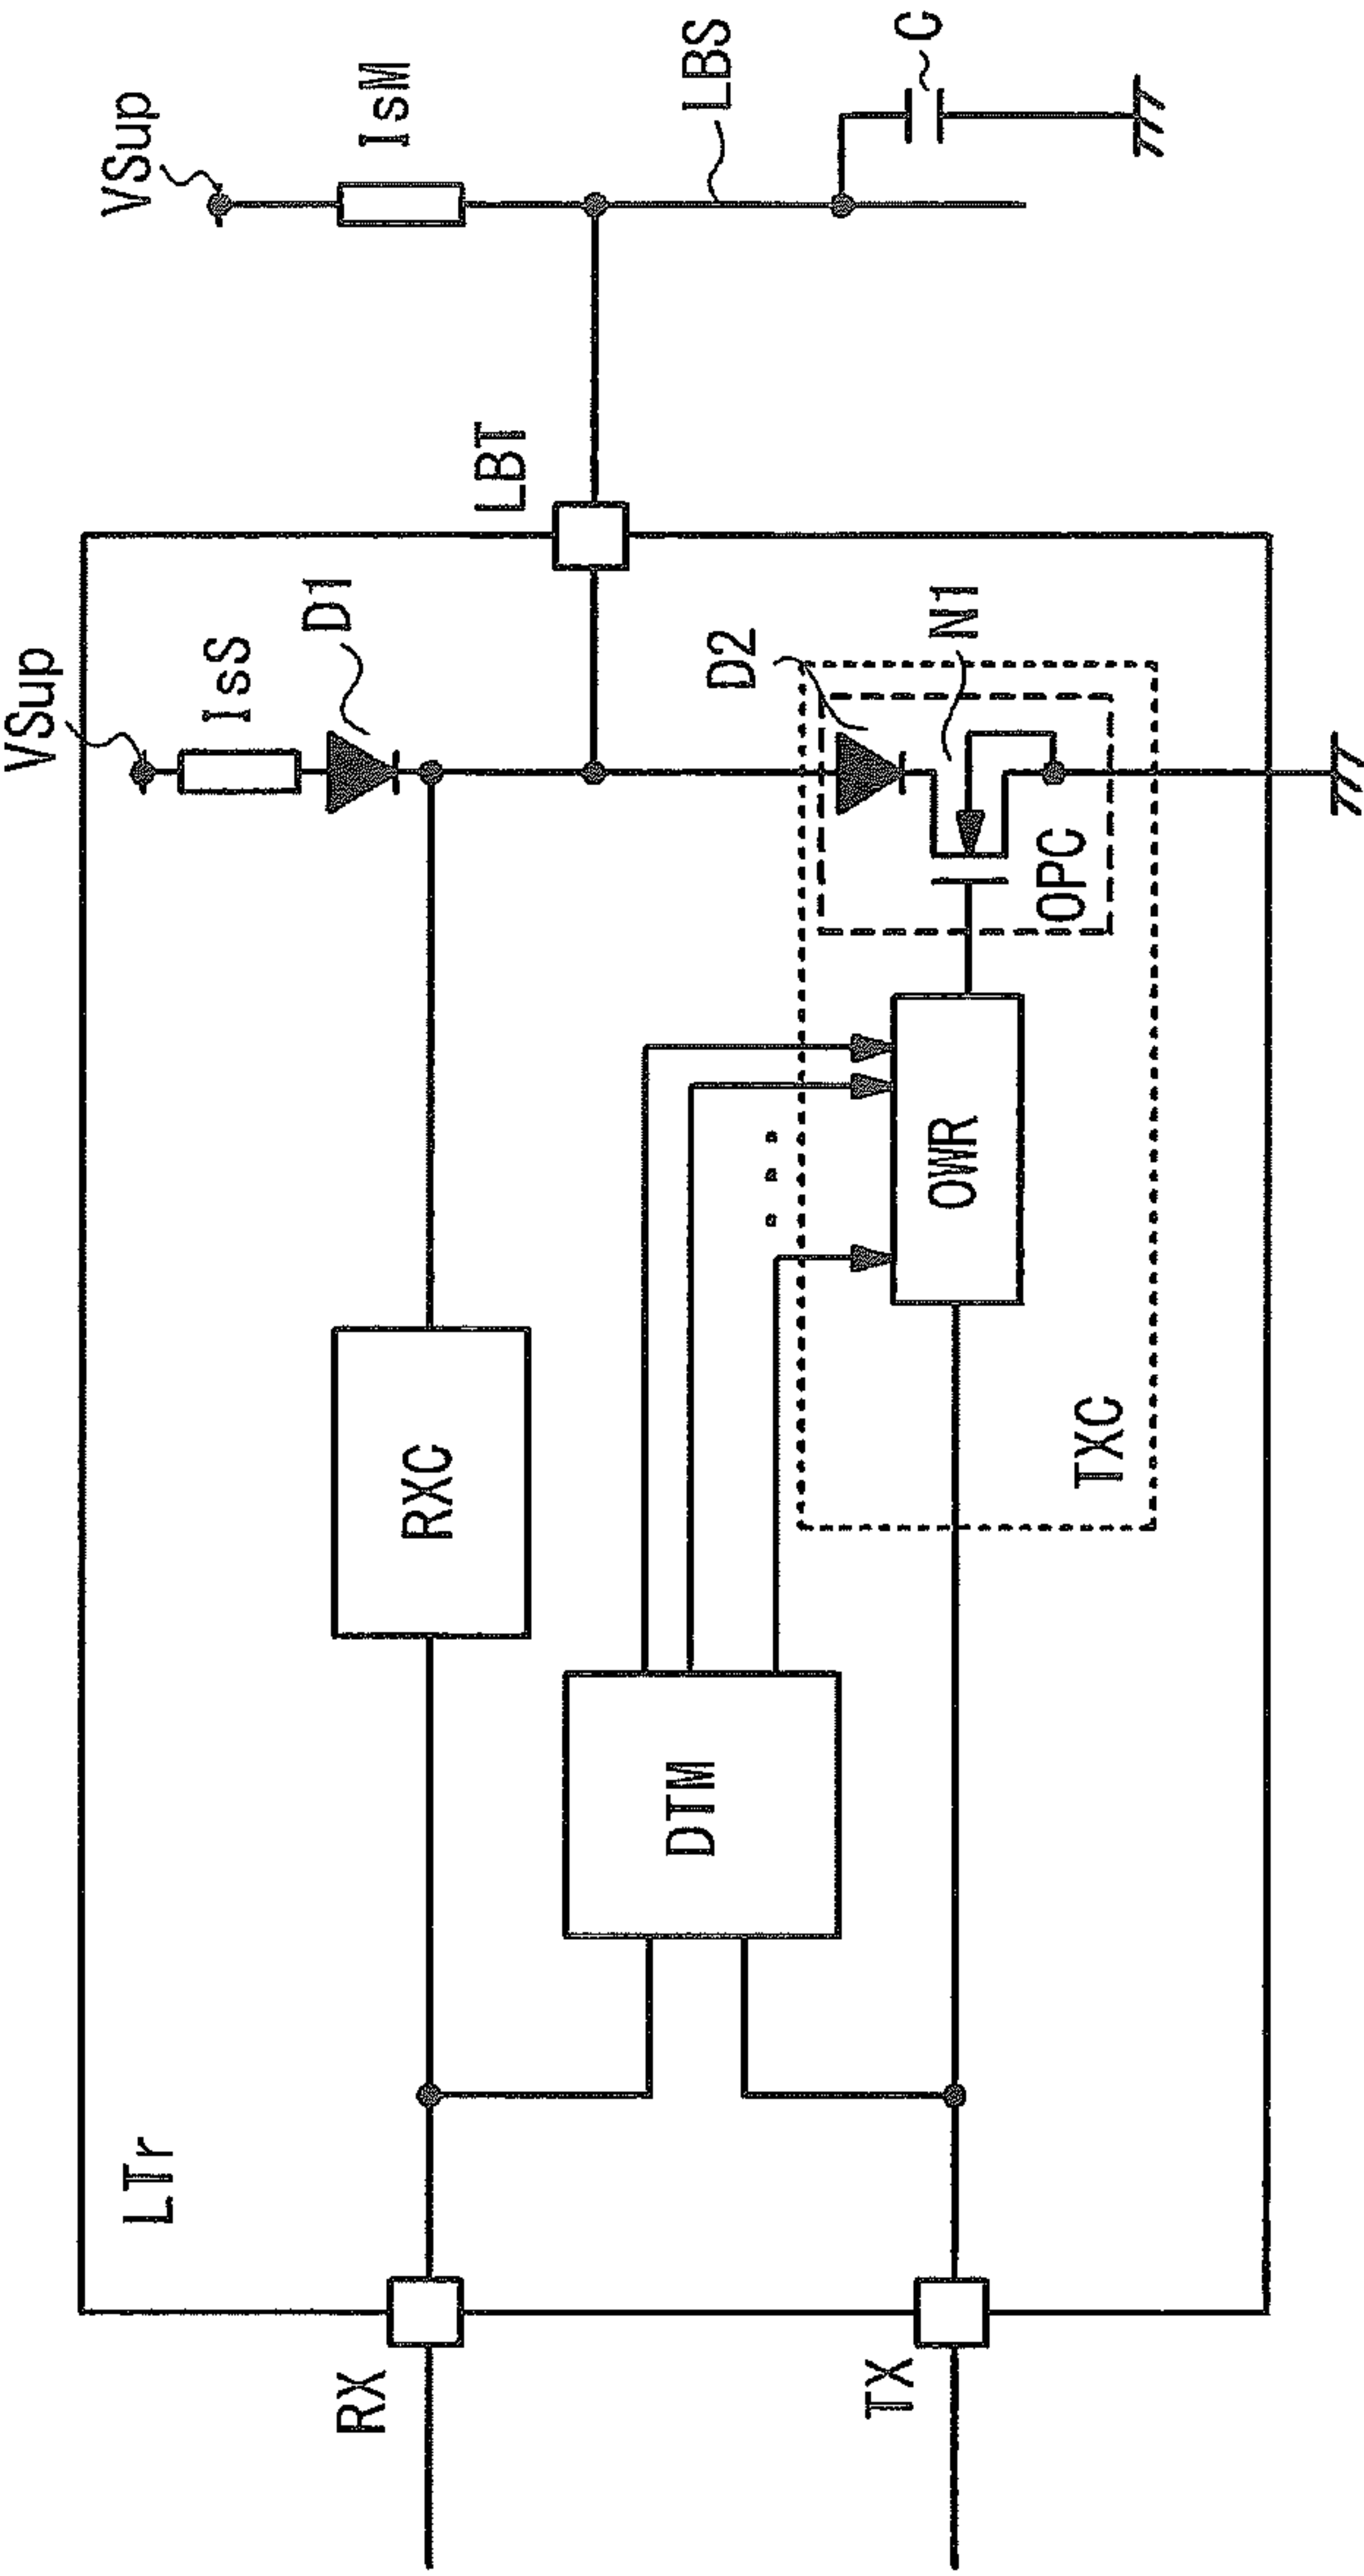 VSup
VSup
IsM
IsS
D1
LBT
LBS
C
D2
N1
OPC
RXC
OWR
DTM
TXC
LTr
RX
TX